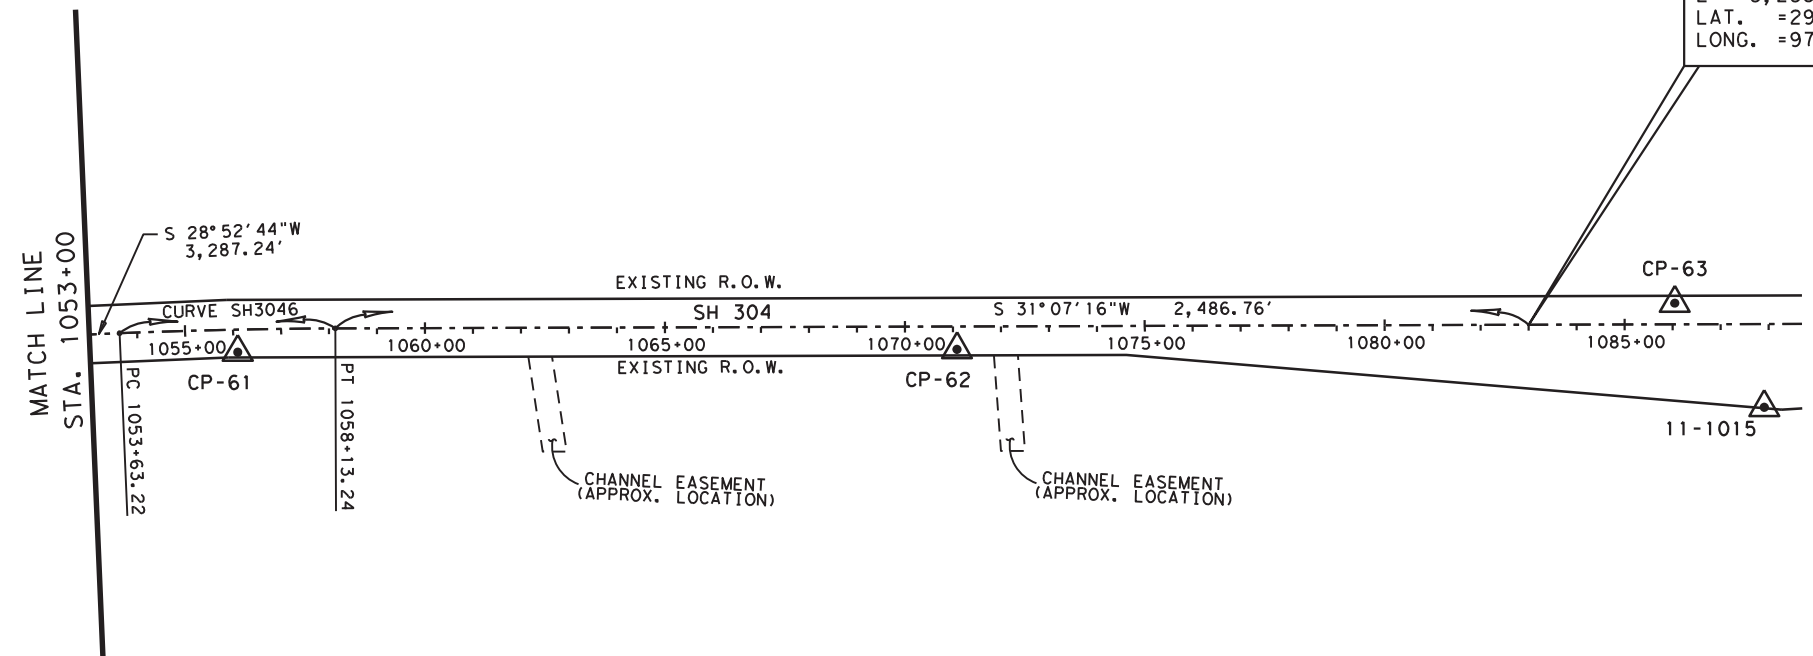 LAT. =29
LONG. =97
MATCH LINE
STA. 1053+00
S 28°52'44"W
3,287.24'
EXISTING R.O.W.
CP-63
CURVE SH3046
SH 304
S 31°07'16"W 2,486.76'
1055+00
1060+00
1065+00
1070+00
1075+00
1080+00
1085+00
EXISTING R.O.W.
CP-61
CP-62
PC 1053+63.22
PT 1058+13.24
11-1015
CHANNEL EASEMENT
(APPROX. LOCATION)
CHANNEL EASEMENT
(APPROX. LOCATION)